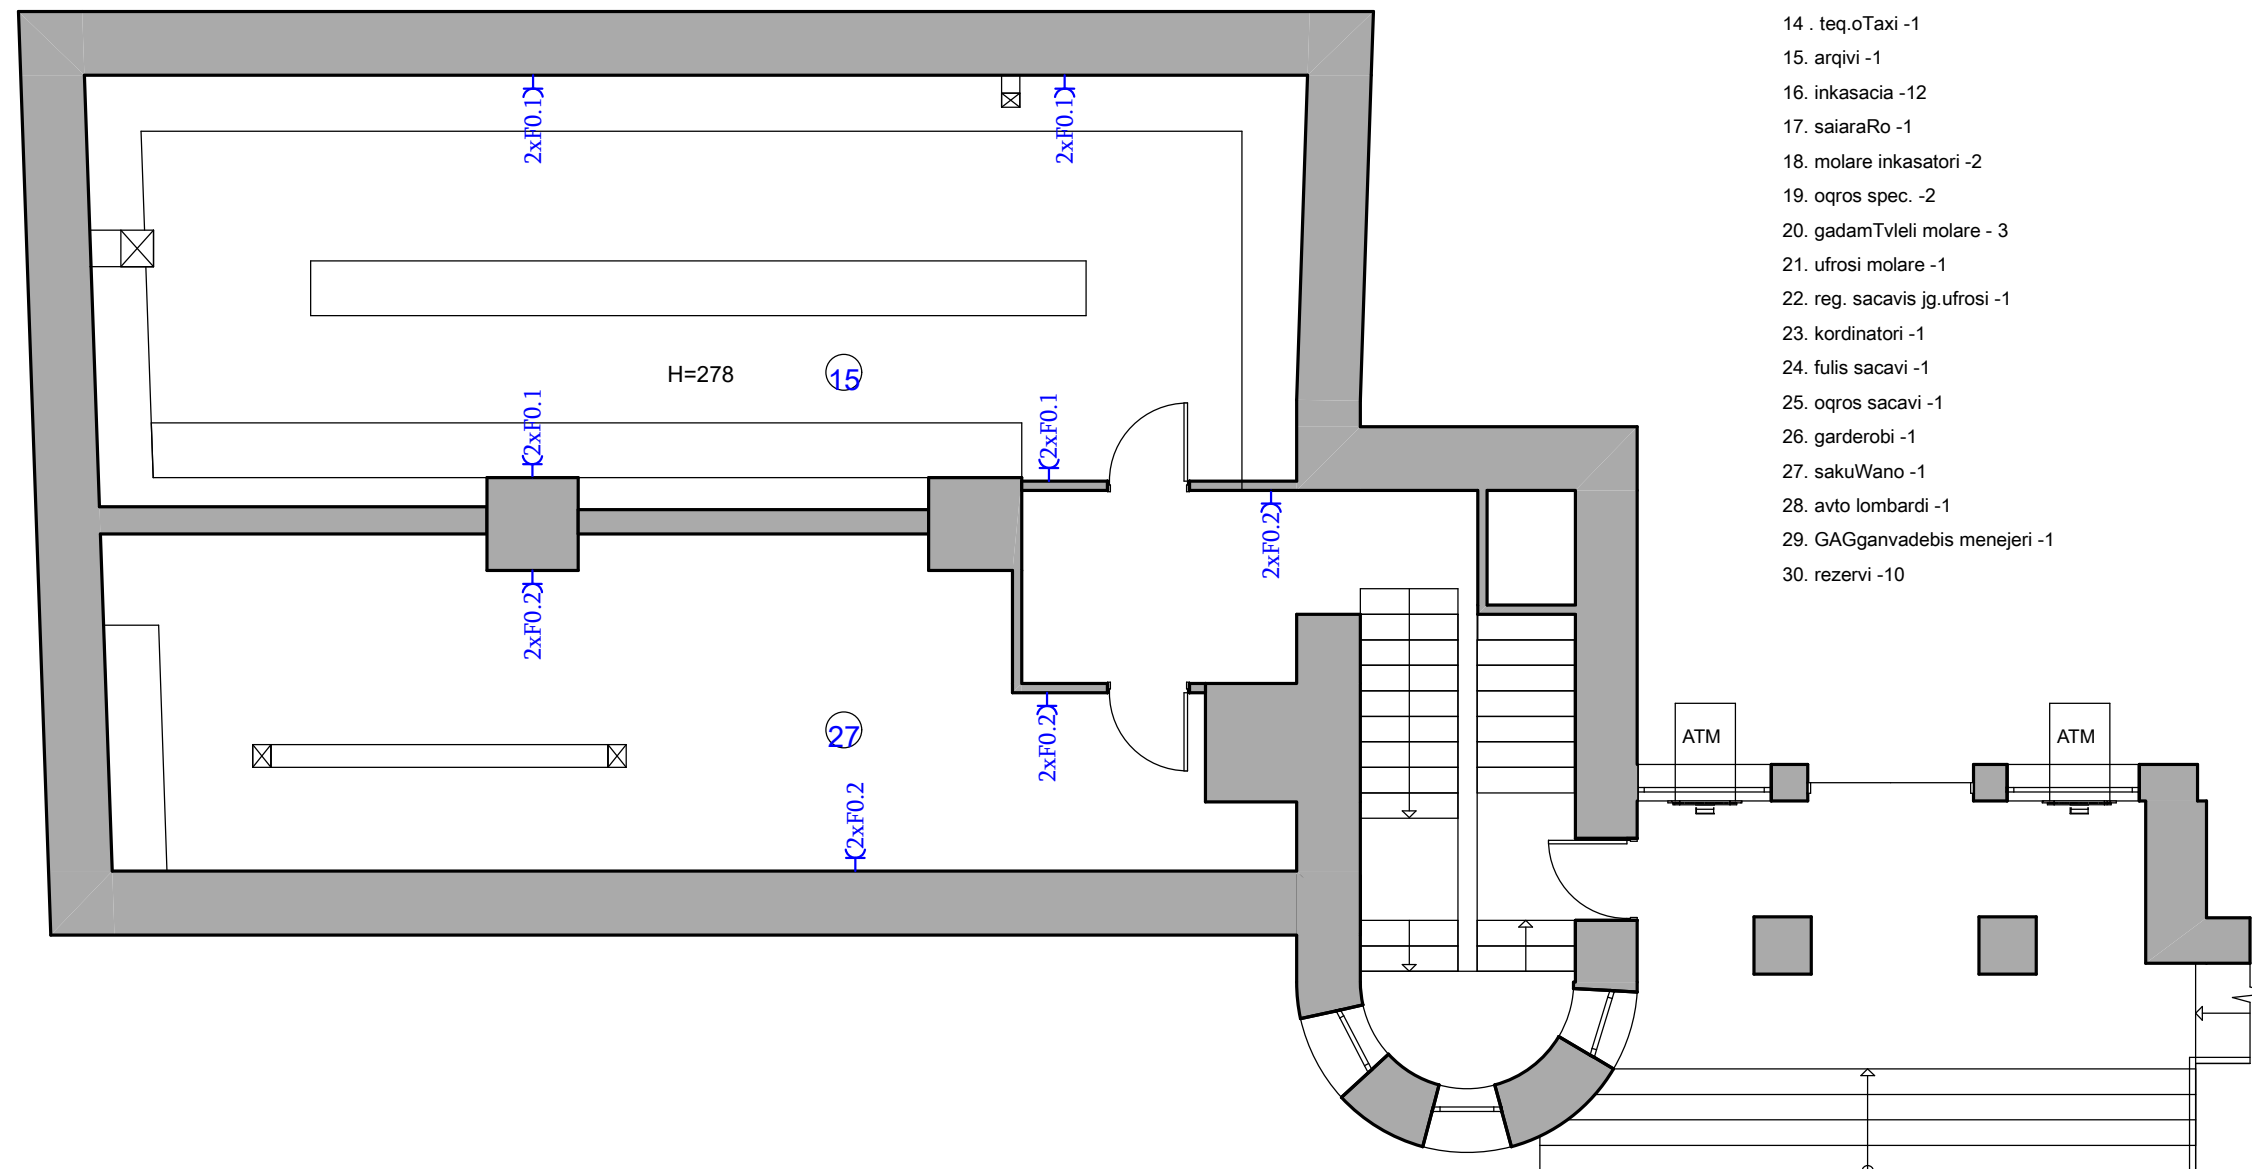 14 . teq.oTaxi -1
15. arqivi -1
16. inkasacia -12
17. saiaraRo -1
18. molare inkasatori -2
19. oqros spec. -2
20. gadamTvleli molare - 3
21. ufrosi molare -1
22. reg. sacavis jg.ufrosi -1
23. kordinatori -1
24. fulis sacavi -1
25. oqros sacavi -1
26. garderobi -1
27. sakuWano -1
28. avto lombardi -1
29. GAGganvadebis menejeri -1
30. rezervi -10
2xF0.1
2xF0.1
H=278
15
2xF0.1
2xF0.1
2xF0.2
2xF0.2
27
2xF0.2
2xF0.2
ATM
ATM